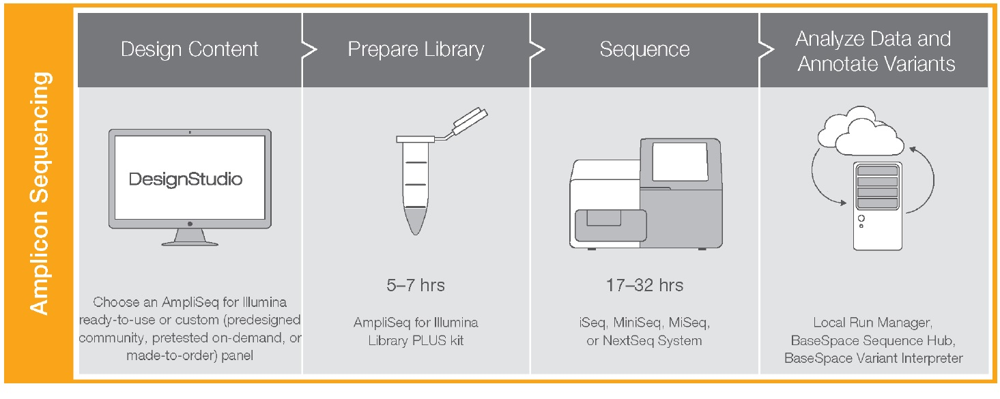 Amplicon Sequencing
Design Content
Prepare Library
Sequence
Analyze Data and
Annotate Variants
DesignStudio
Choose an AmpliSeq for Illumina
ready-to-use or custom (predesigned
community, pretested on-demand, or
made-to-order) panel
5–7 hrs
AmpliSeq for Illumina
Library PLUS kit
17–32 hrs
iSeq, MiniSeq, MiSeq,
or NextSeq System
Local Run Manager,
BaseSpace Sequence Hub,
BaseSpace Variant Interpreter